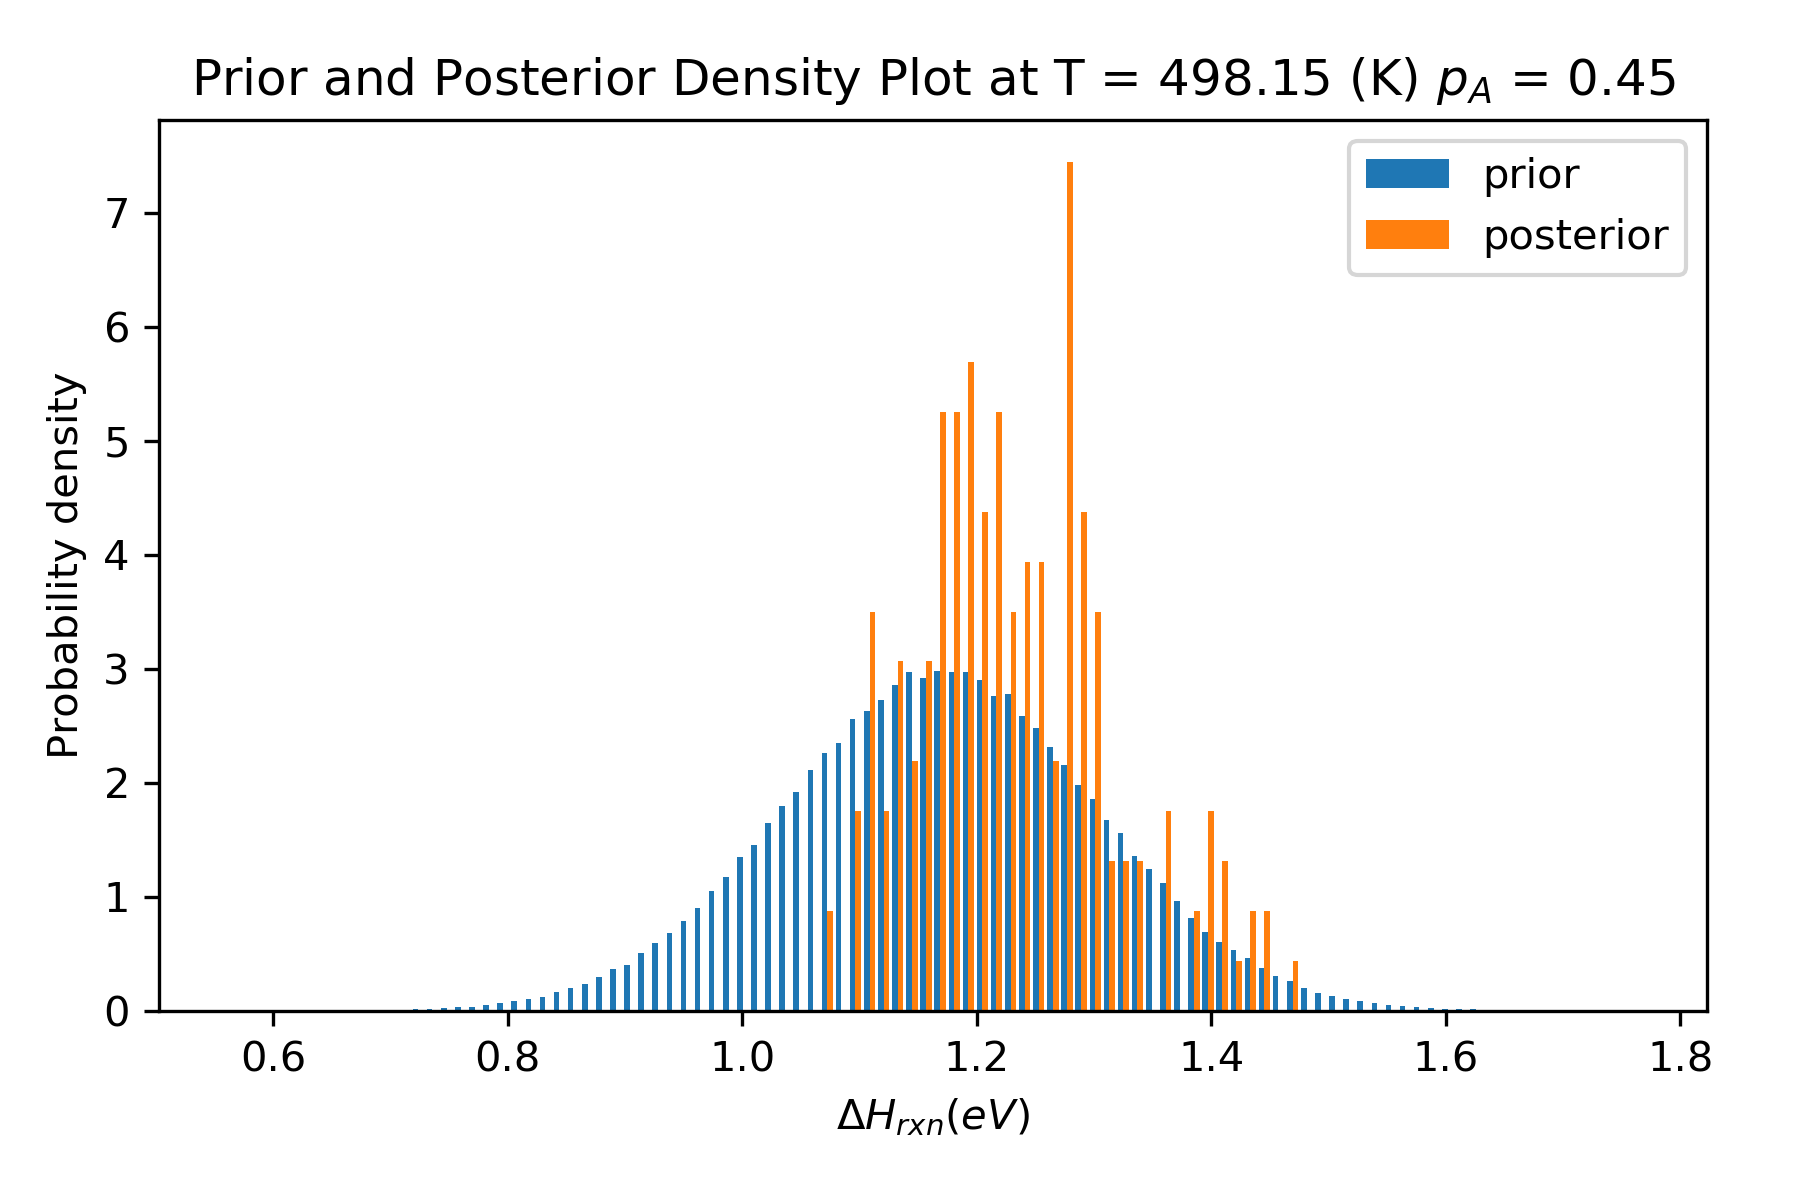 Prior and Posterior Density Plot at T = 498.15 (K) p_A = 0.45
prior
posterior
Probability density
7
6
5
4
3
2
1
0
0.6 0.8 1.0 1.2 1.4 1.6 1.8
ΔH_rxn(eV)